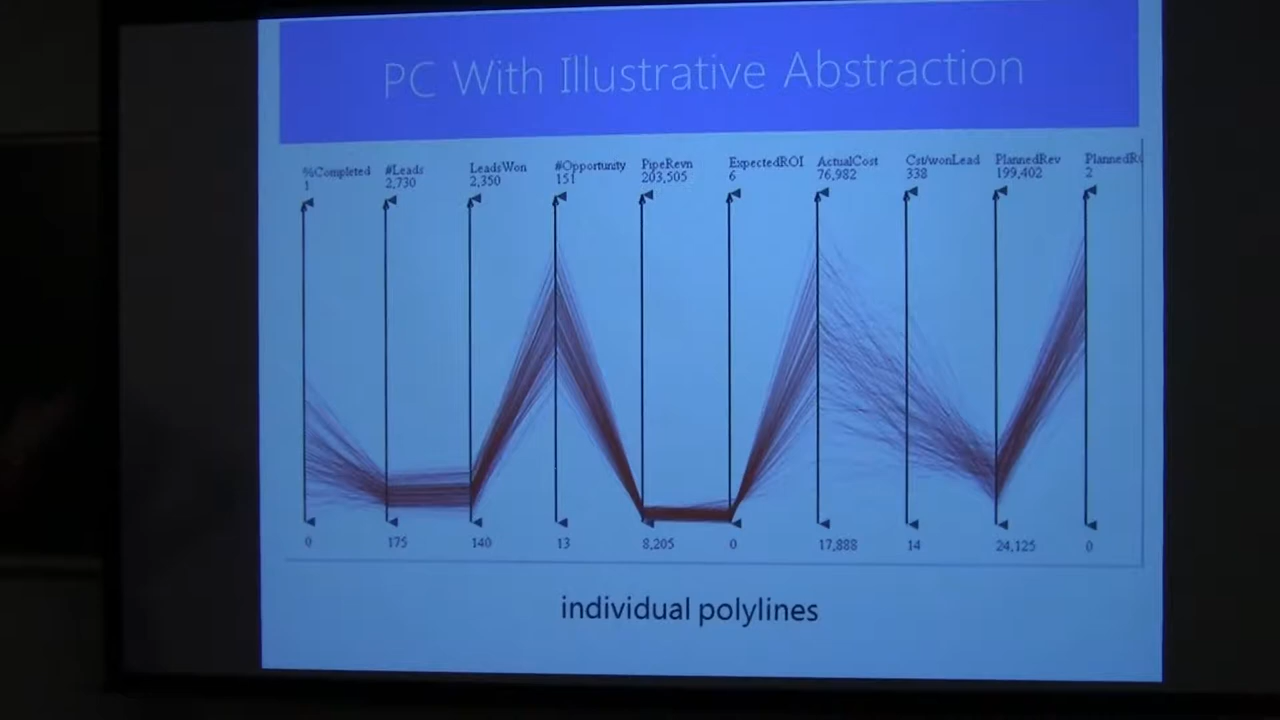 PC With Illustrative Abstraction
%Completed #Leads LeadsWon #Opportunity PipeRevn ExpectedROI ActualCost Cst/wonLead PlannedRev
1 2,730 2,350 151 203,505 6 76,982 338 199,402 2
0 175 140 13 8,205 0 17,888 14 24,125 0
individual polylines